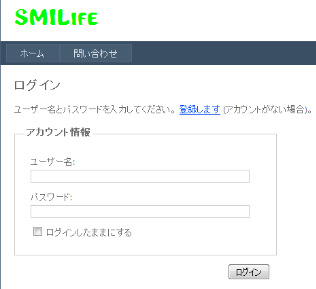 SMILIFE
ホーム 問い合わせ
ログイン
ユーザー名とパスワードを入力してください。 登録します (アカウントがない場合)。
アカウント情報
ユーザー名:
パスワード:
ログインしたままにする
ログイン